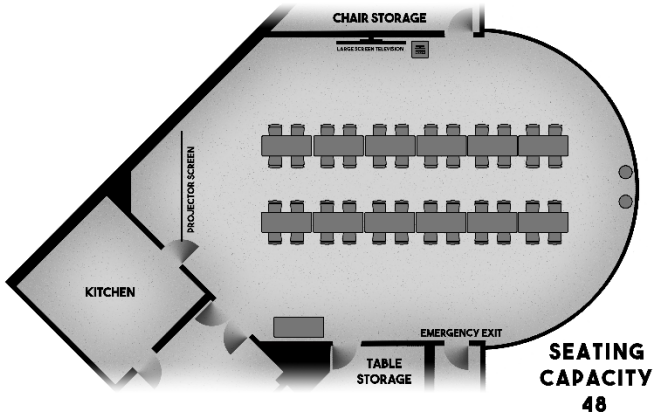 CHAIR STORAGE
LARGE SCREEN TELEVISION
PROJECTOR SCREEN
KITCHEN
EMERGENCY EXIT
TABLE
STORAGE
SEATING
CAPACITY
48